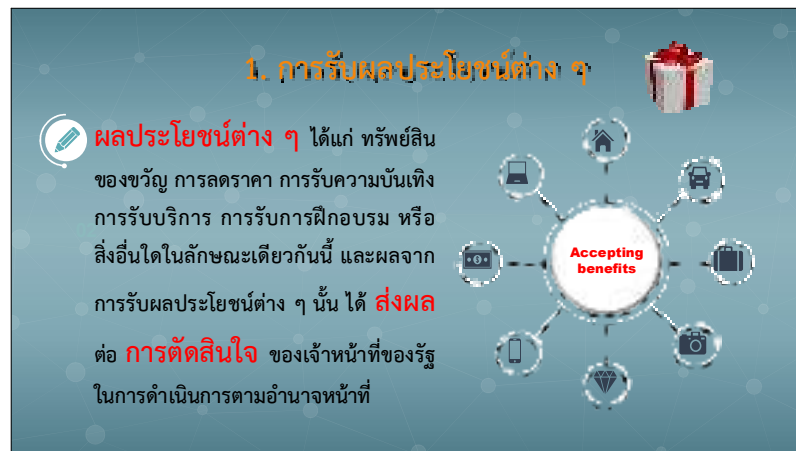 1. การรับผลประโยชน์ต่าง ๆ
ผลประโยชน์ต่าง ๆ ได้แก่ ทรัพย์สิน
ของขวัญ การลดราคา การรับความบันเทิง
การรับบริการ การรับการฝึกอบรม หรือ
สิ่งอื่นใดในลักษณะเดียวกันนี้ และผลจาก
การรับผลประโยชน์ต่าง ๆ นั้น ได้ ส่งผล
ต่อ การตัดสินใจ ของเจ้าหน้าที่ของรัฐ
ในการดำเนินการตามอำนาจหน้าที่
Accepting
benefits